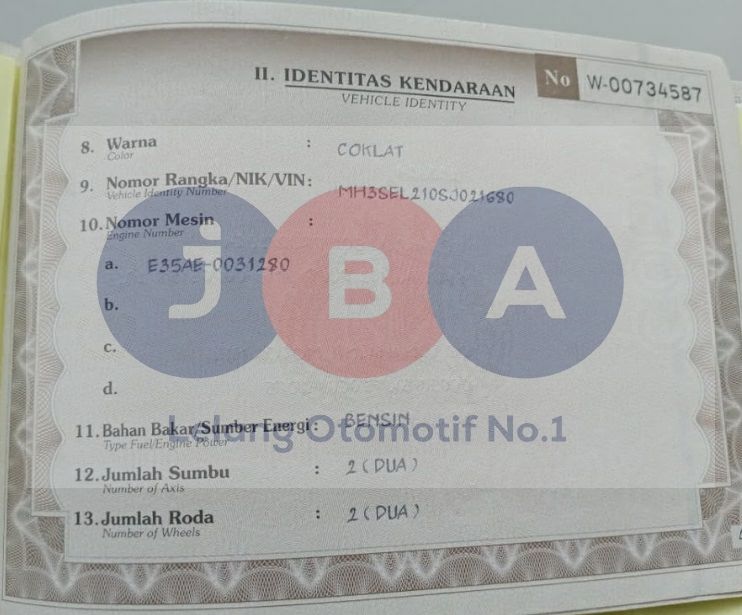 II. IDENTITAS KENDARAAN
VEHICLE IDENTITY
No W-00734587
8. Warna : COKLAT
Color
9. Nomor Rangka/NIK/VIN: MH3SEL210SJ021680
Vehicle Identity Number
10. Nomor Mesin :
Engine Number
a. E35AE-0031280
b.
c.
d.
11. Bahan Bakar/Sumber Energi : BENSIN
Type Fuel/Engine Power
12. Jumlah Sumbu : 2 (DUA)
Number of Axis
13. Jumlah Roda : 2 (DUA)
Number of Wheels
JBA
Lelang Otomotif No.1